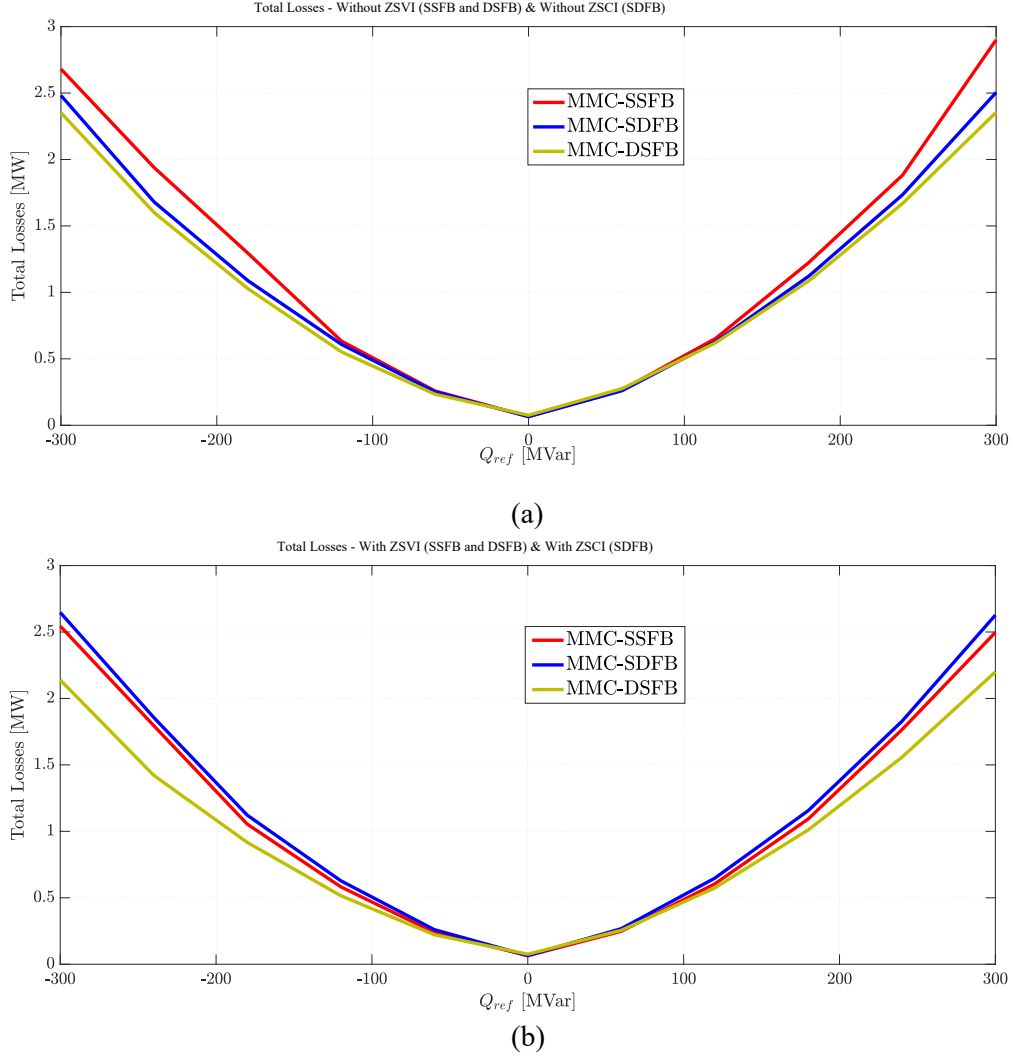 Total Losses - Without ZSVI (SSFB and DSFB) & Without ZSCI (SDFB)
3
2.5
2
1.5
1
0.5
0
Total Losses [MW]
MMC-SSFB
MMC-SDFB
MMC-DSFB
-300 -200 -100 0 100 200 300
Qref [MVar]
(a)
Total Losses - With ZSVI (SSFB and DSFB) & With ZSCI (SDFB)
3
2.5
2
1.5
1
0.5
0
Total Losses [MW]
MMC-SSFB
MMC-SDFB
MMC-DSFB
-300 -200 -100 0 100 200 300
Qref [MVar]
(b)